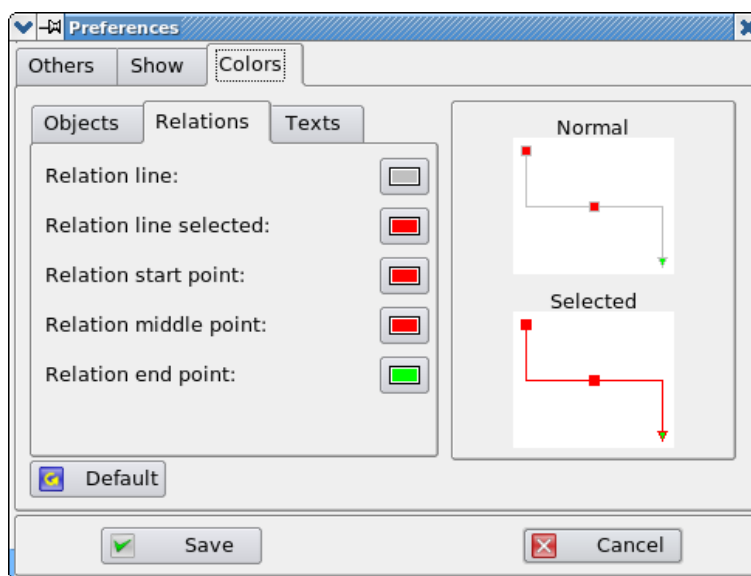 Preferences
Others Show Colors
Objects Relations Texts
Relation line:
Relation line selected:
Relation start point:
Relation middle point:
Relation end point:
Default
Normal
Selected
Save Cancel